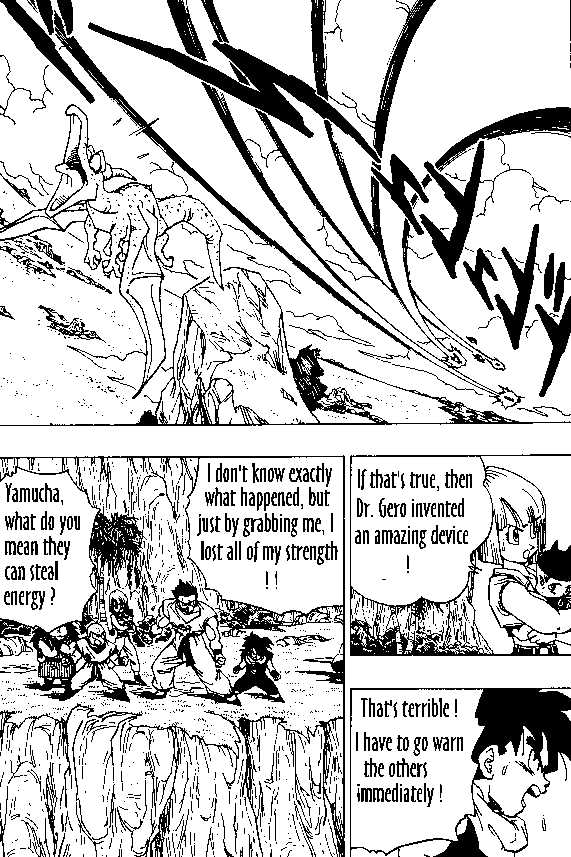 Yamucha,
what do you
mean they
can steal
energy ?
I don't know exactly
what happened, but
just by grabbing me, I
lost all of my strength
! !
If that's true, then
Dr. Gero invented
an amazing device
!
That's terrible !
I have to go warn
the others
immediately !